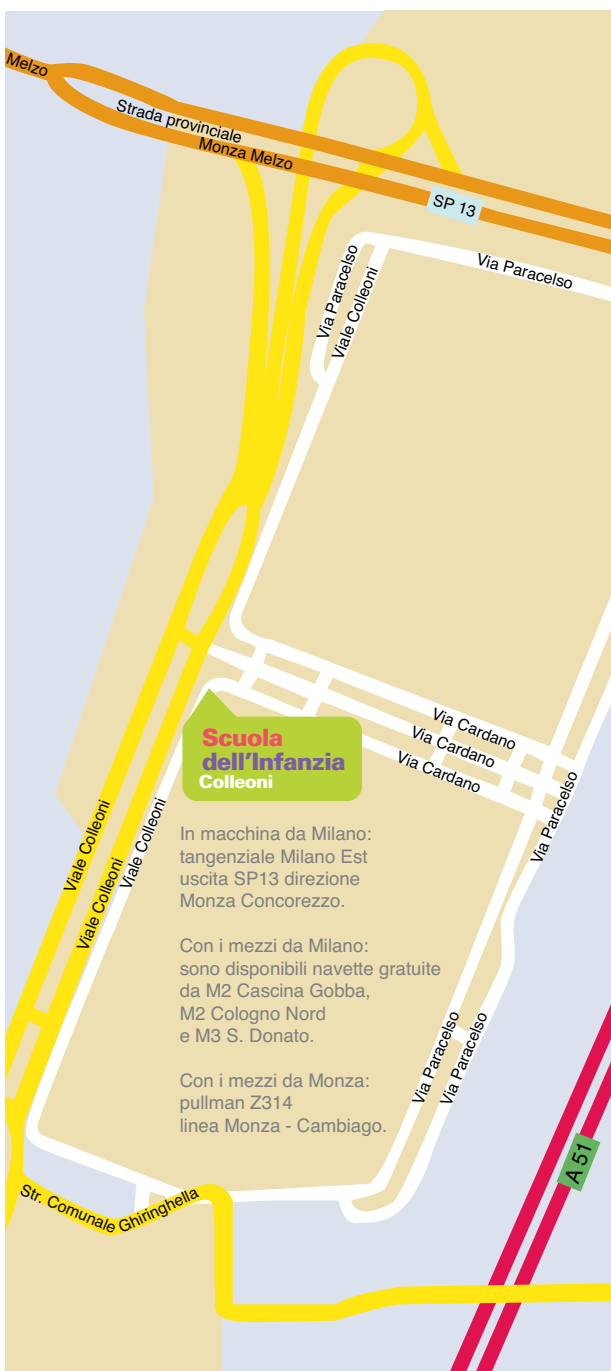 Melzo
Strada provinciale
Monza Melzo
SP 13
Via Paracelso
Via Paracelso
Viale Colleoni
Via Cardano
Via Cardano
Via Cardano
Scuola
dell'Infanzia
Colleoni
Via Paracelso
Viale Colleoni
Viale Colleoni
Viale Colleoni
In macchina da Milano:
tangenziale Milano Est
uscita SP13 direzione
Monza Concorezzo.
Con i mezzi da Milano:
sono disponibili navette gratuite
da M2 Cascina Gobba,
M2 Cologno Nord
e M3 S. Donato.
Con i mezzi da Monza:
pullman Z314
linea Monza - Cambiago.
Via Paracelso
Via Paracelso
A 51
Str. Comunale Ghiringhella